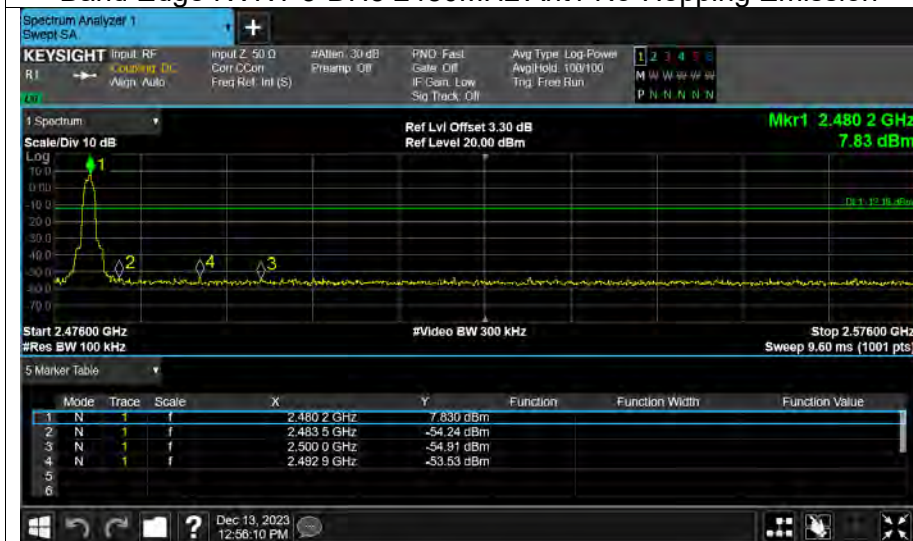 Spectrum Analyzer 1
Swept SA
+
KEYSIGHT Input: RF Input Z: 50 Ω #Atten: 30 dB PNO: Fast Avg Type: Log-Power 1 2 3 4 5 6
R1 Coupling: DC Corr CCorr Preamp: Off Gate: Off Avg|Hold: 100/100 M W W W W W
Align: Auto Freq Ref: Int (S) IF Gain: Low Trig: Free Run P N N N N N
Sig Track: Off
1 Spectrum Ref Lvl Offset 3.30 dB Mkr1 2.480 2 GHz
Scale/Div 10 dB Ref Level 20.00 dBm 7.83 dBm
Log
10.0 1
0.00
-10.0
-20.0
-30.0
-40.0
-50.0 2 4 3
-60.0
-70.0
Start 2.47600 GHz #Video BW 300 kHz Stop 2.57600 GHz
#Res BW 100 kHz Sweep 9.60 ms (1001 pts)
5 Marker Table
Mode Trace Scale X Y Function Function Width Function Value
1 N 1 f 2.480 2 GHz 7.830 dBm
2 N 1 f 2.483 5 GHz -54.24 dBm
3 N 1 f 2.500 0 GHz -54.91 dBm
4 N 1 f 2.492 9 GHz -53.53 dBm
5
6
? Dec 13, 2023
12:56:10 PM